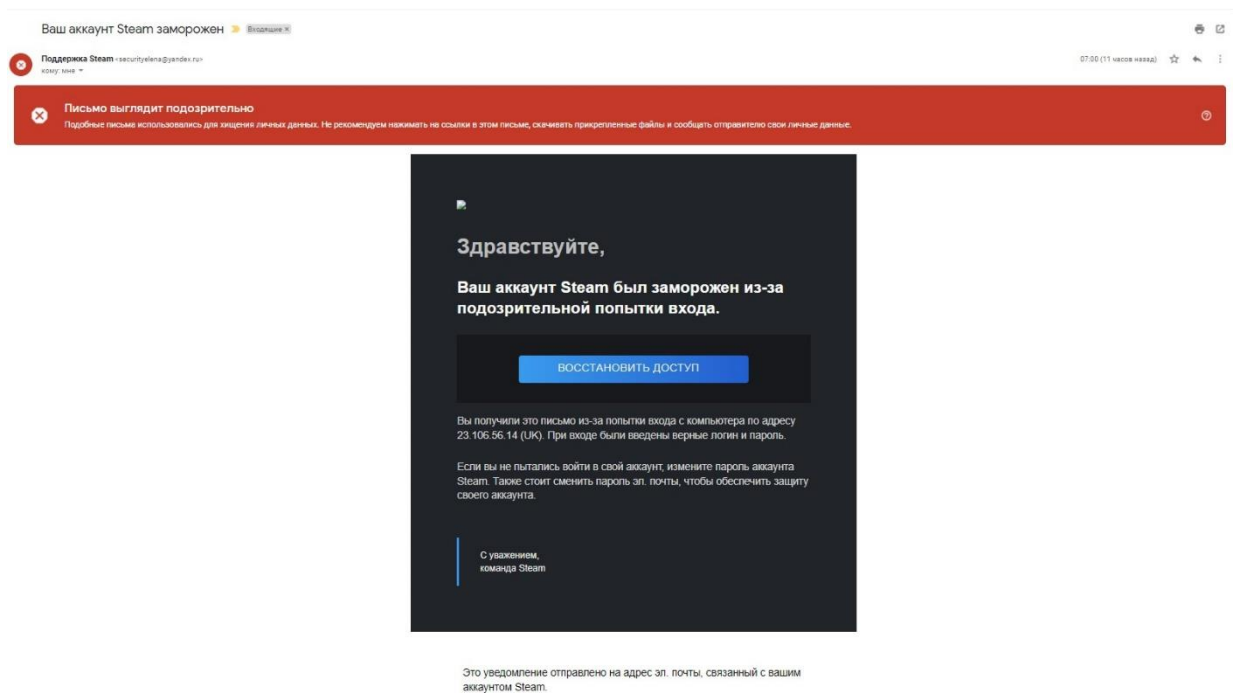 Ваш аккаунт Steam заморожен Входящие ×
Поддержка Steam <securityelena@yandex.ru>
кому: мне
07:00 (11 часов назад)
Письмо выглядит подозрительно
Подобные письма использовались для хищения личных данных. Не рекомендуем нажимать на ссылки в этом письме, скачивать прикрепленные файлы и сообщать отправителю свои личные данные.
Здравствуйте,
Ваш аккаунт Steam был заморожен из-за
подозрительной попытки входа.
ВОССТАНОВИТЬ ДОСТУП
Вы получили это письмо из-за попытки входа с компьютера по адресу
23.106.56.14 (UK). При входе были введены верные логин и пароль.
Если вы не пытались войти в свой аккаунт, измените пароль аккаунта
Steam. Также стоит сменить пароль эл. почты, чтобы обеспечить защиту
своего аккаунта.
С уважением,
команда Steam
Это уведомление отправлено на адрес эл. почты, связанный с вашим
аккаунтом Steam.